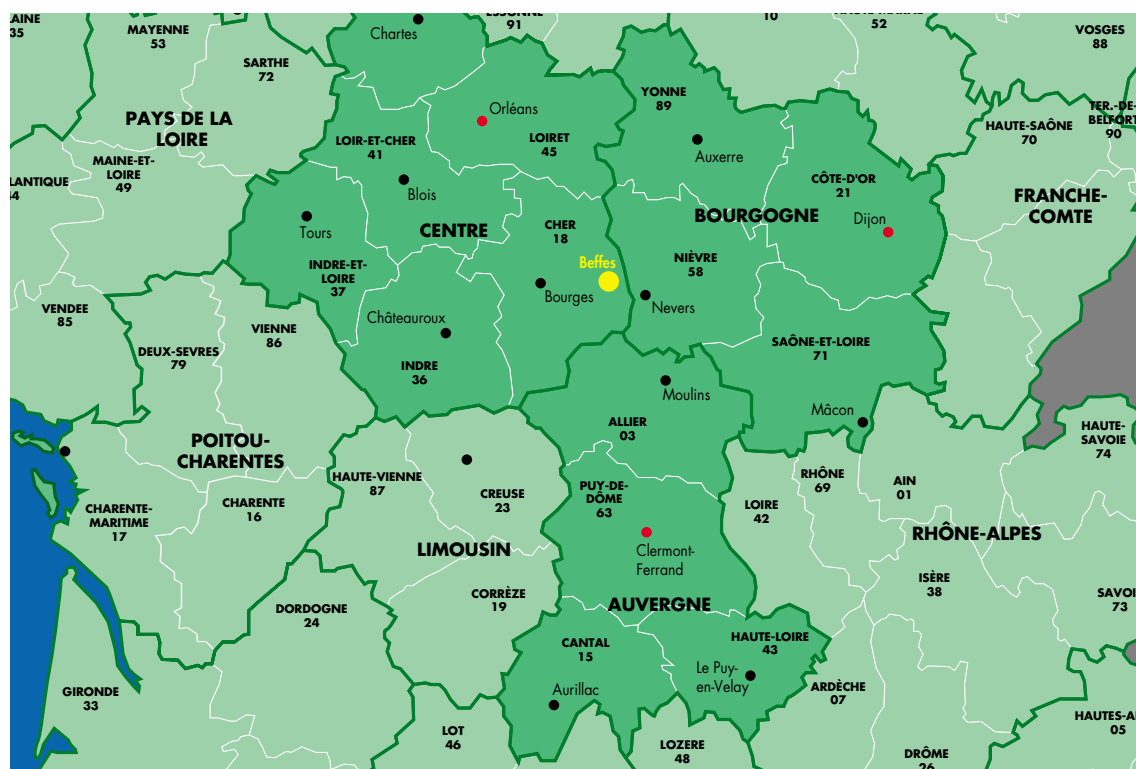 LAINE
35
MAYENNE
53
SARTHE
72
Chartes
ESSONNE
91
10
HAUTE-MARNE
52
VOSGES
88
PAYS DE LA
LOIRE
LOIR-ET-CHER
41
Orléans
LOIRET
45
YONNE
89
Auxerre
CÔTE-D'OR
21
HAUTE-SAÔNE
70
TER.-DE-
BELFORT
90
MAINE-ET-
LOIRE
49
LANTIQUE
44
Blois
Tours
CENTRE
CHER
18
BOURGOGNE
Dijon
FRANCHE-
COMTE
INDRE-ET-
LOIRE
37
Beffes
Bourges
NIÈVRE
58
Nevers
VENDEE
85
DEUX-SEVRES
79
VIENNE
86
Châteauroux
INDRE
36
SAÔNE-ET-LOIRE
71
Moulins
Mâcon
ALLIER
03
POITOU-
CHARENTES
HAUTE-VIENNE
87
CREUSE
23
PUY-DE-
DÔME
63
LOIRE
42
RHÔNE
69
AIN
01
HAUTE-
SAVOIE
74
CHARENTE-
MARITIME
17
CHARENTE
16
LIMOUSIN
Clermont-
Ferrand
RHÔNE-ALPES
ISÈRE
38
SAVOI
73
DORDOGNE
24
CORRÈZE
19
AUVERGNE
CANTAL
15
HAUTE-LOIRE
43
Le Puy-
en-Velay
Aurillac
ARDÈCHE
07
GIRONDE
33
LOT
46
LOZERE
48
DRÔME
26
HAUTES-AL
05